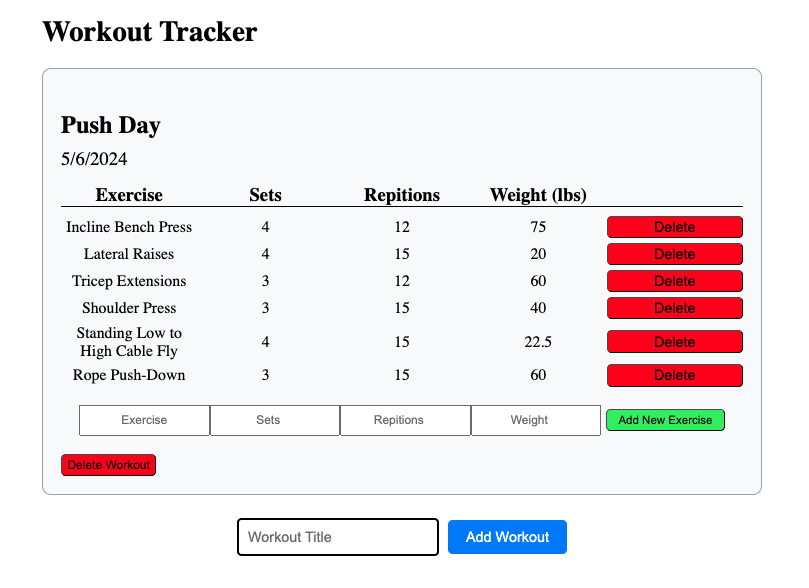 Workout Tracker
Push Day
5/6/2024
Exercise Sets Repitions Weight (lbs)
Incline Bench Press 4 12 75 Delete
Lateral Raises 4 15 20 Delete
Tricep Extensions 3 12 60 Delete
Shoulder Press 3 15 40 Delete
Standing Low to
High Cable Fly 4 15 22.5 Delete
Rope Push-Down 3 15 60 Delete
Exercise Sets Repitions Weight Add New Exercise
Delete Workout
Workout Title Add Workout